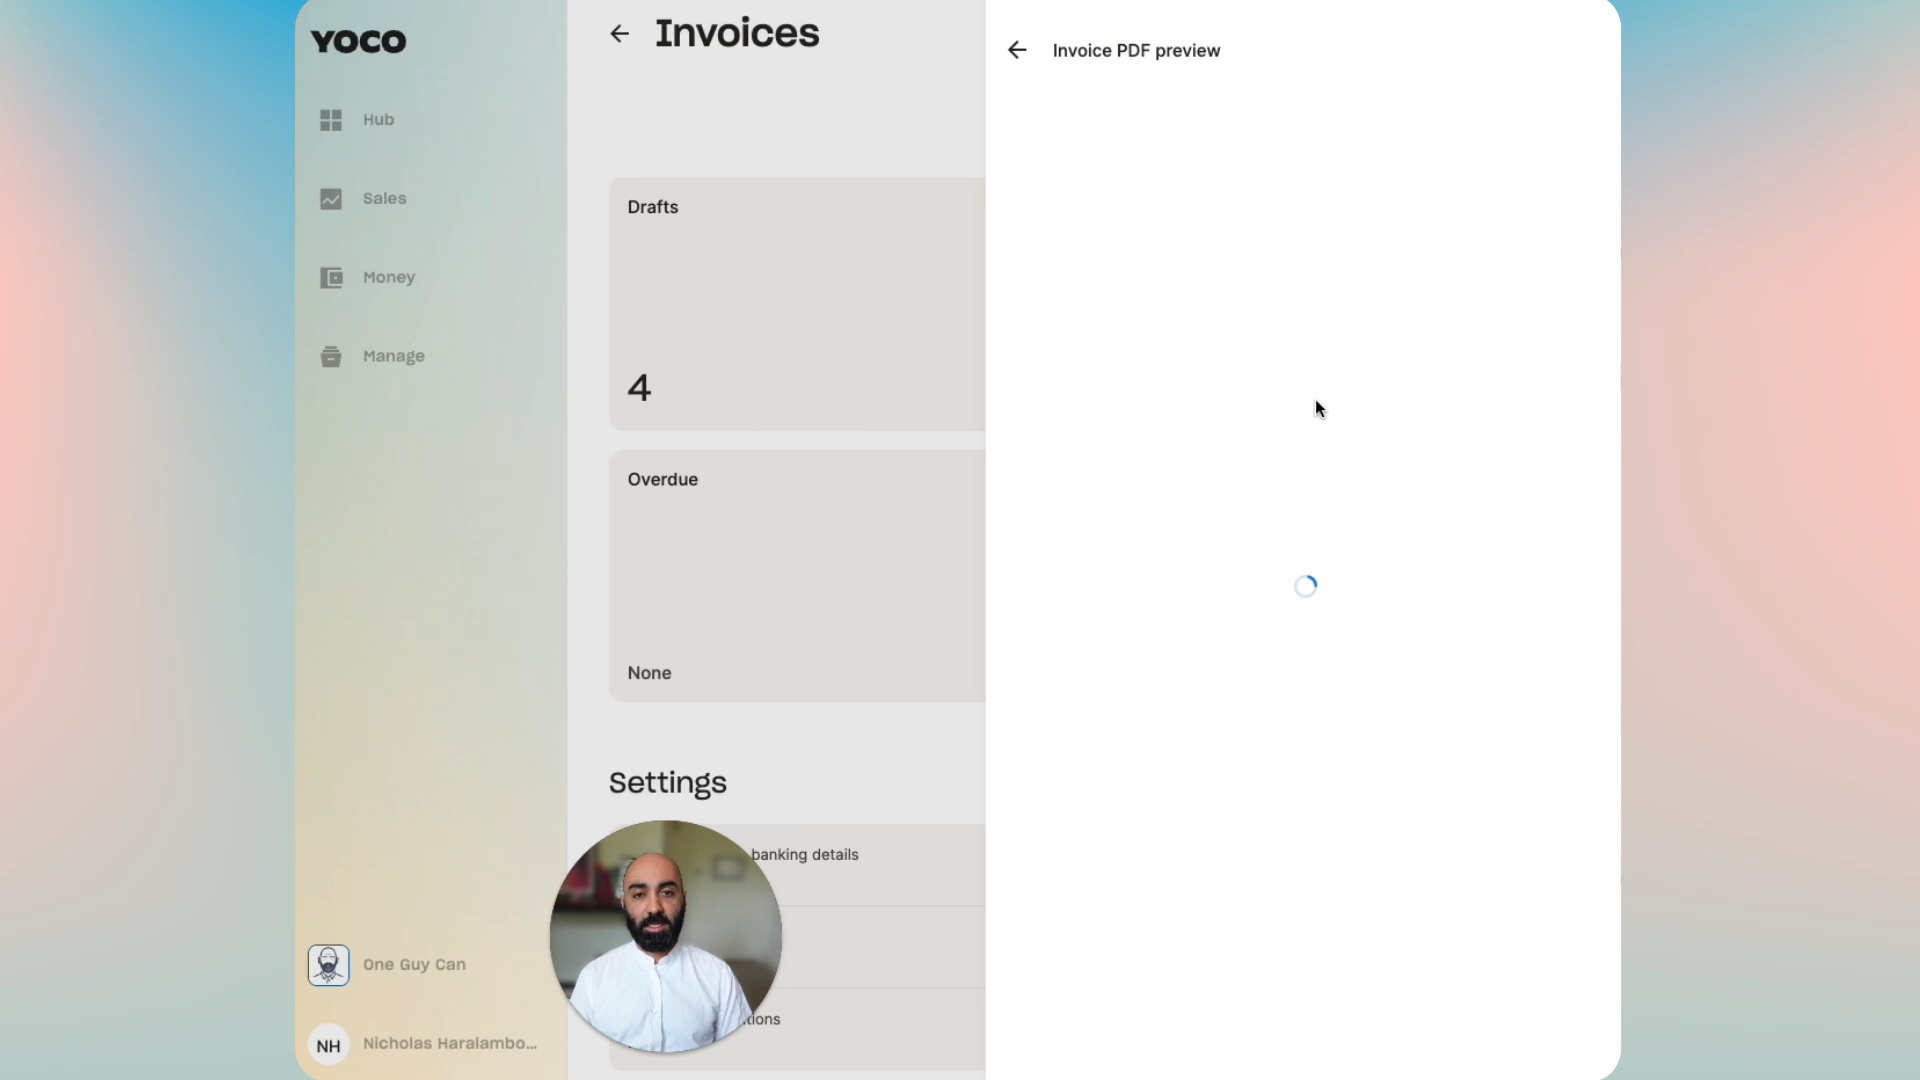 YOCO
Hub
Sales
Money
Manage
One Guy Can
NH
Nicholas Haralambo...
Invoices
Drafts
4
Overdue
None
Settings
banking details
Invoice PDF preview